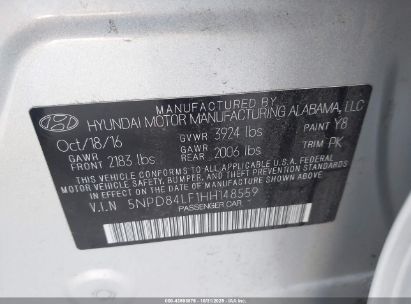 MANUFACTURED BY
HYUNDAI MOTOR MANUFACTURING ALABAMA, LLC
Oct/18/16 GVWR 3924 lbs PAINT Y8
GAWR FRONT 2183 lbs GAWR REAR 2006 lbs TRIM PK
THIS VEHICLE CONFORMS TO ALL APPLICABLE U.S.A. FEDERAL
MOTOR VEHICLE SAFETY, BUMPER, AND THEFT PREVENTION STANDARDS
IN EFFECT ON THE DATE OF MANUFACTURE SHOWN ABOVE.
V.I.N 5NPD84LF1HH148559
PASSENGER CAR